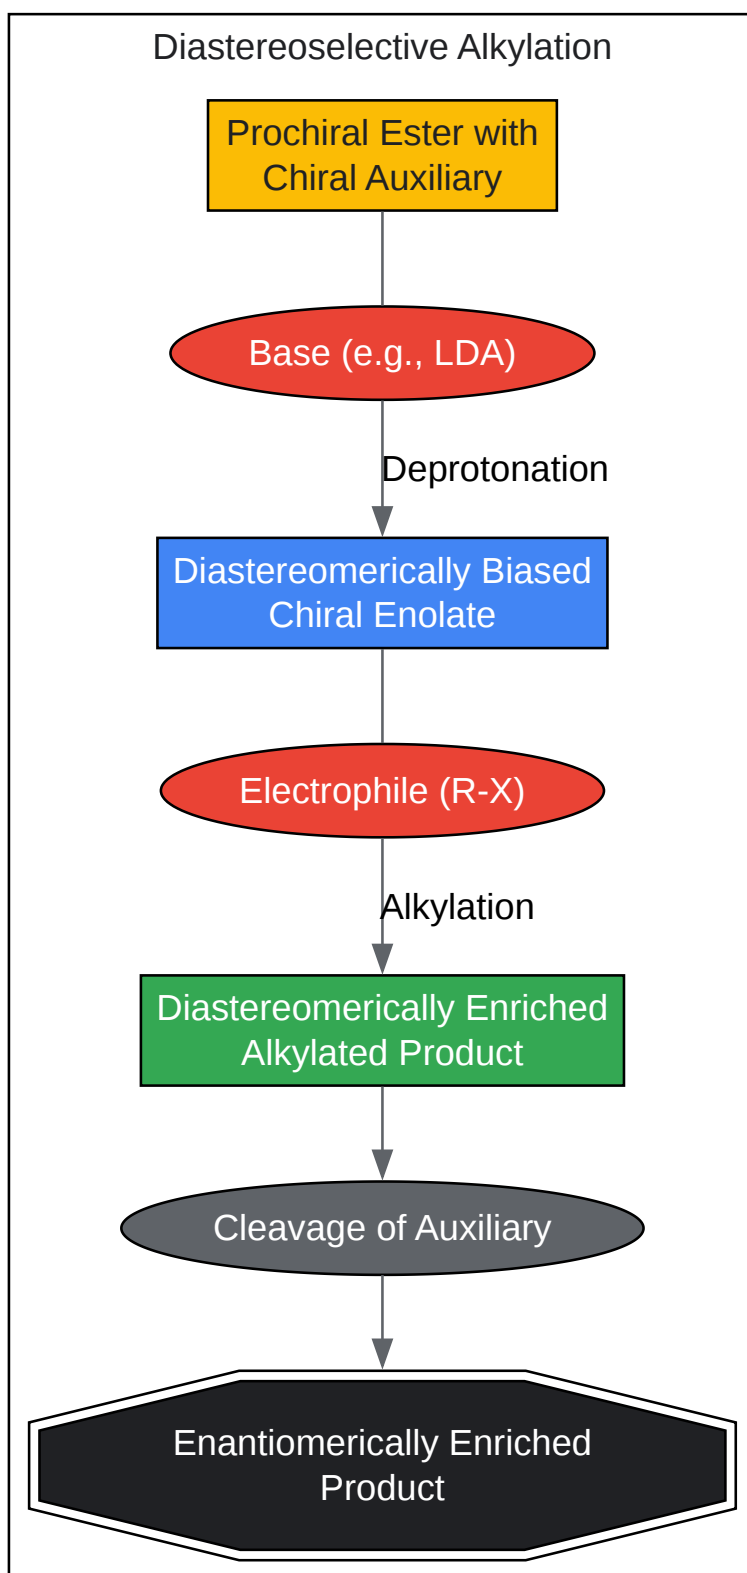 Diastereoselective Alkylation
Prochiral Ester with
Chiral Auxiliary
Base (e.g., LDA)
Deprotonation
Diastereomerically Biased
Chiral Enolate
Electrophile (R-X)
Alkylation
Diastereomerically Enriched
Alkylated Product
Cleavage of Auxiliary
Enantiomerically Enriched
Product